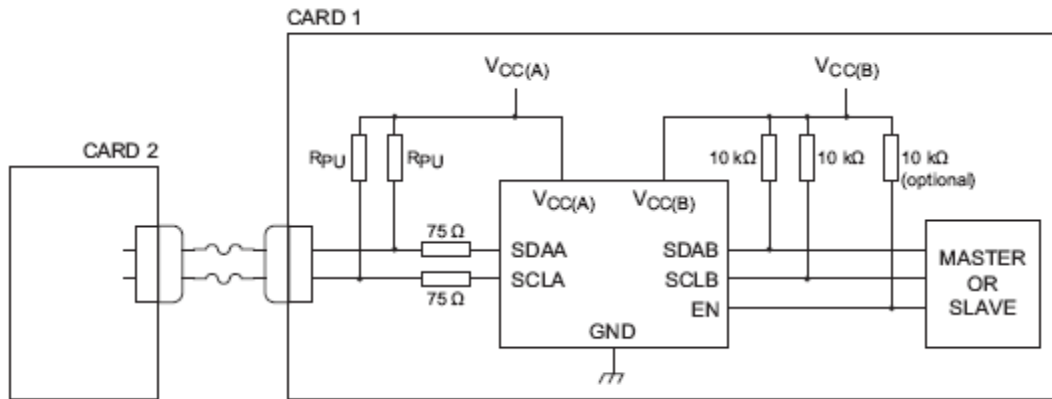 CARD 1
VCC(A)
VCC(B)
CARD 2
RPU
RPU
10 kΩ
10 kΩ
10 kΩ
(optional)
VCC(A)
VCC(B)
75 Ω
SDAA
SDAB
SCLA
SCLB
75 Ω
EN
GND
MASTER
OR
SLAVE